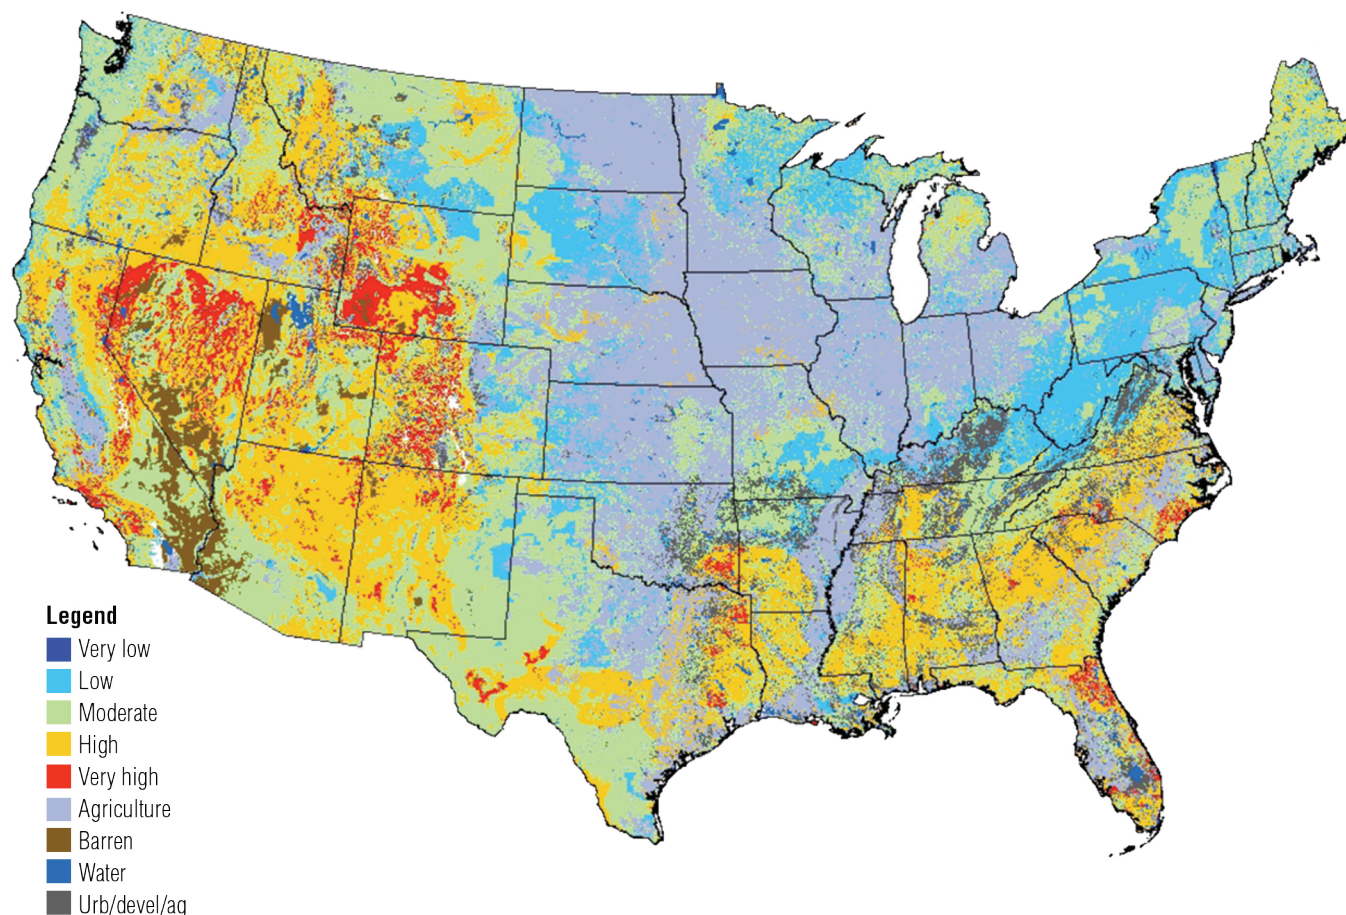 Legend
Very low
Low
Moderate
High
Very high
Agriculture
Barren
Water
Urb/devel/ag